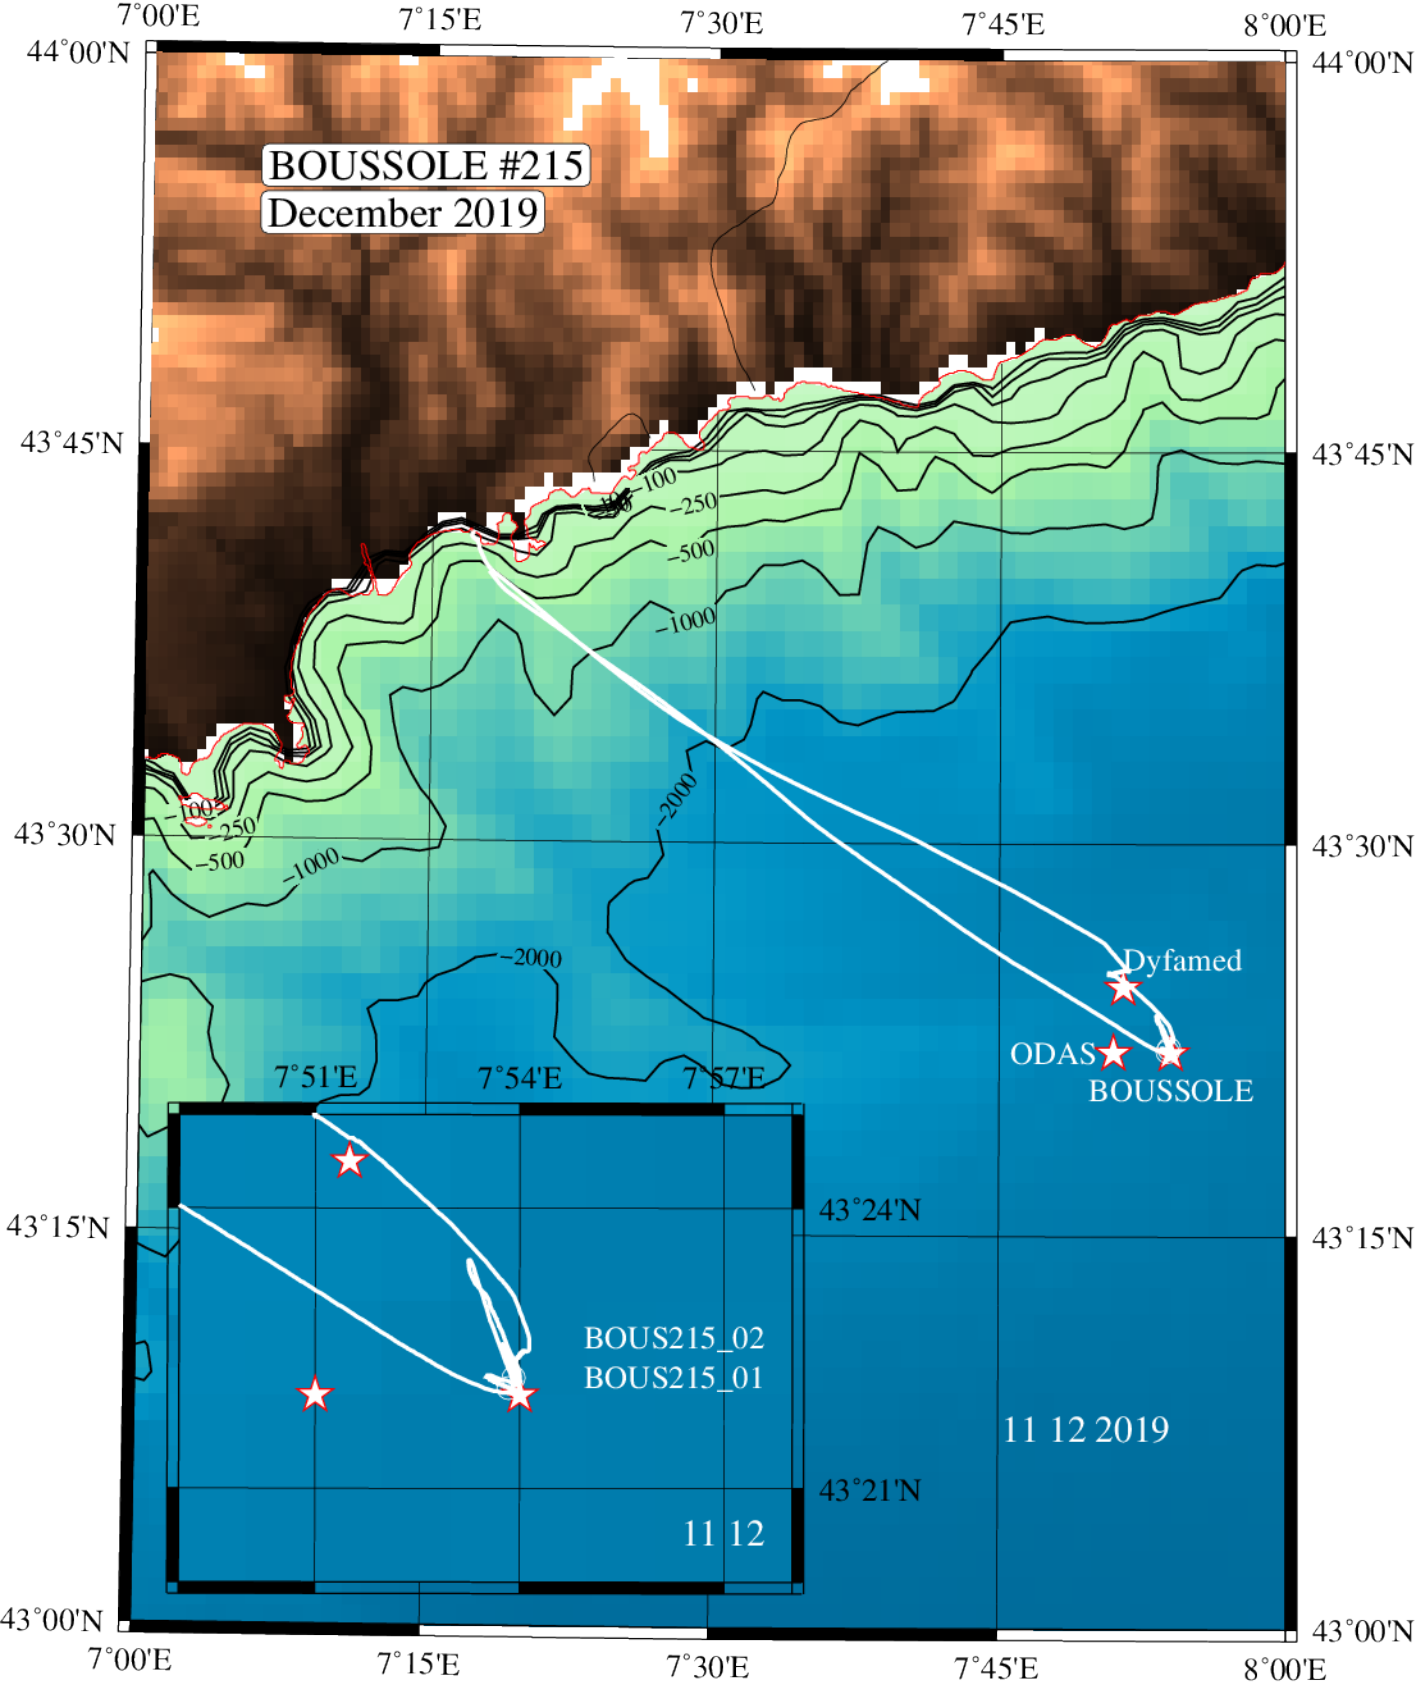 7°00'E 7°15'E 7°30'E 7°45'E 8°00'E
44°00'N 44°00'N
BOUSSOLE #215
December 2019
43°45'N 43°45'N
−100
−250
−500
−1000
−2000
−100
−250
−500
−1000
43°30'N 43°30'N
−2000
Dyfamed
ODAS
BOUSSOLE
7°51'E 7°54'E 7°57'E
43°24'N
43°15'N 43°15'N
BOUS215_02
BOUS215_01
11 12 2019
43°21'N
11 12
43°00'N 43°00'N
7°00'E 7°15'E 7°30'E 7°45'E 8°00'E